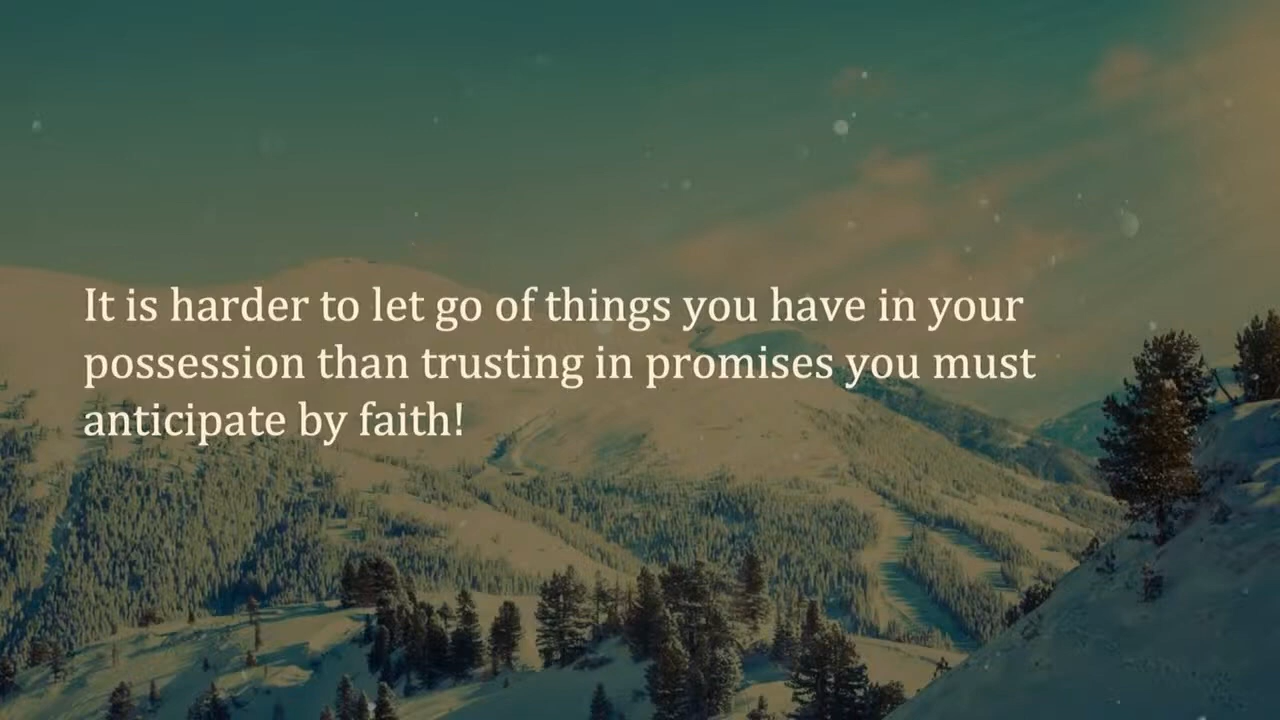 It is harder to let go of things you have in your
possession than trusting in promises you must
anticipate by faith!